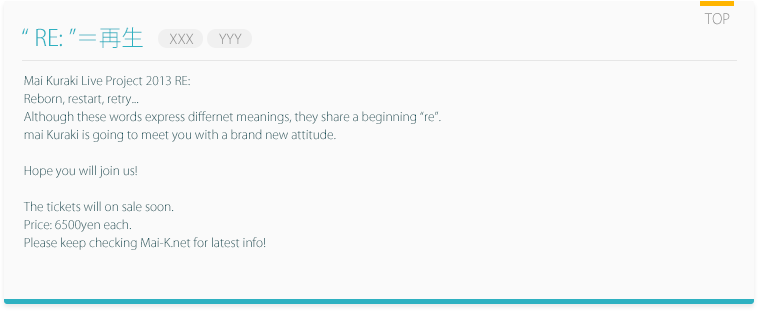 TOP
“ RE: ”＝再生 XXX YYY
Mai Kuraki Live Project 2013 RE:
Reborn, restart, retry...
Although these words express differnet meanings, they share a beginning “re”.
mai Kuraki is going to meet you with a brand new attitude.
Hope you will join us!
The tickets will on sale soon.
Price: 6500yen each.
Please keep checking Mai-K.net for latest info!